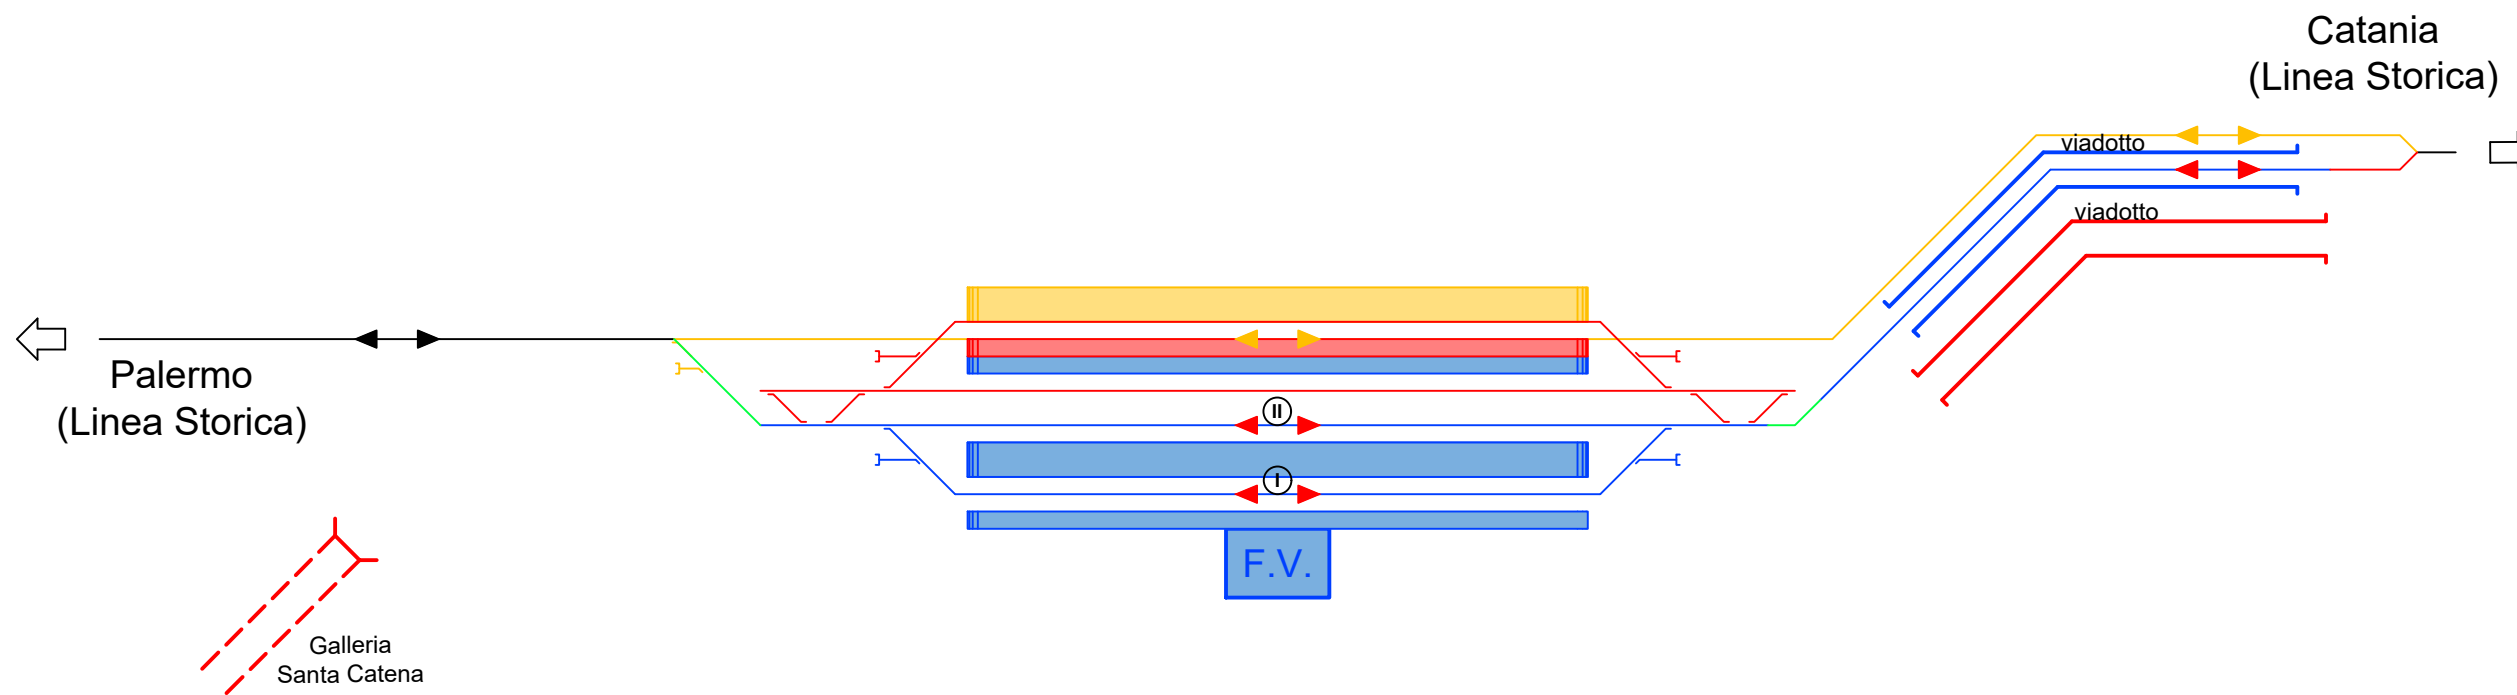 Catania
(Linea Storica)
viadotto
viadotto
Palermo
(Linea Storica)
II
I
F.V.
Galleria
Santa Catena